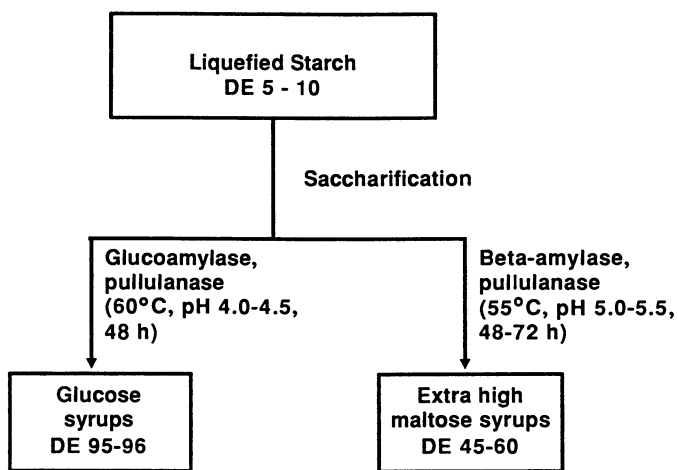 Liquefied Starch
DE 5 - 10
Saccharification
Glucoamylase,
pullulanase
(60°C, pH 4.0-4.5,
48 h)
Beta-amylase,
pullulanase
(55°C, pH 5.0-5.5,
48-72 h)
Glucose
syrups
DE 95-96
Extra high
maltose syrups
DE 45-60